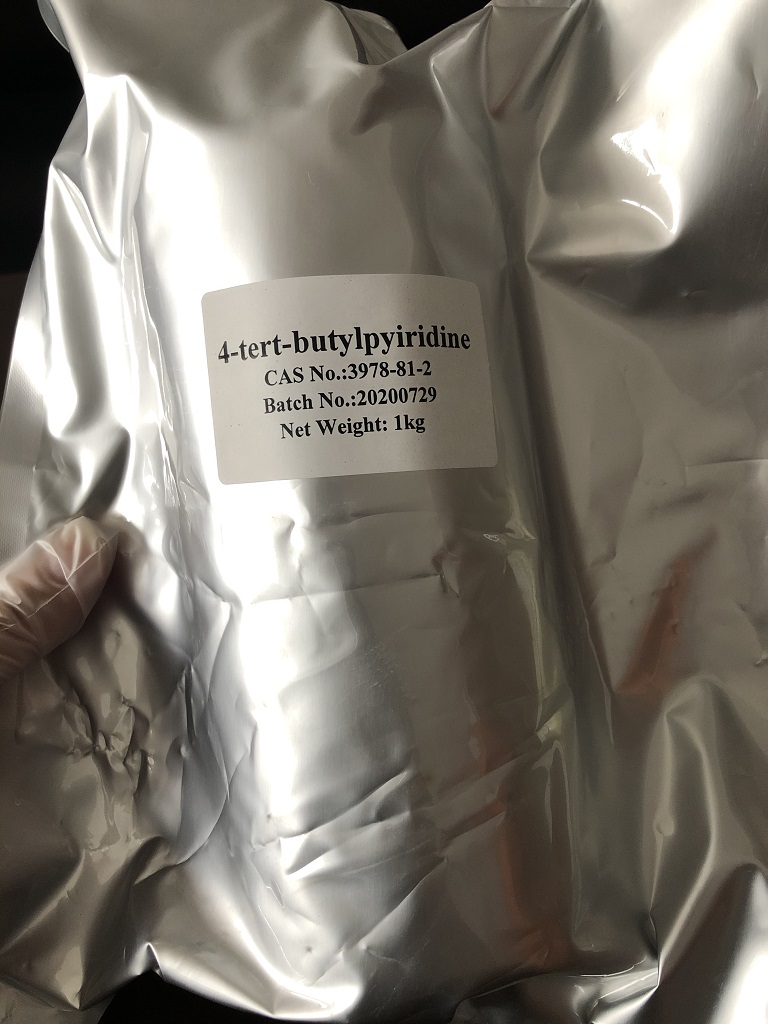 4-tert-butylpyiridine
CAS No.:3978-81-2
Batch No.:20200729
Net Weight: 1kg